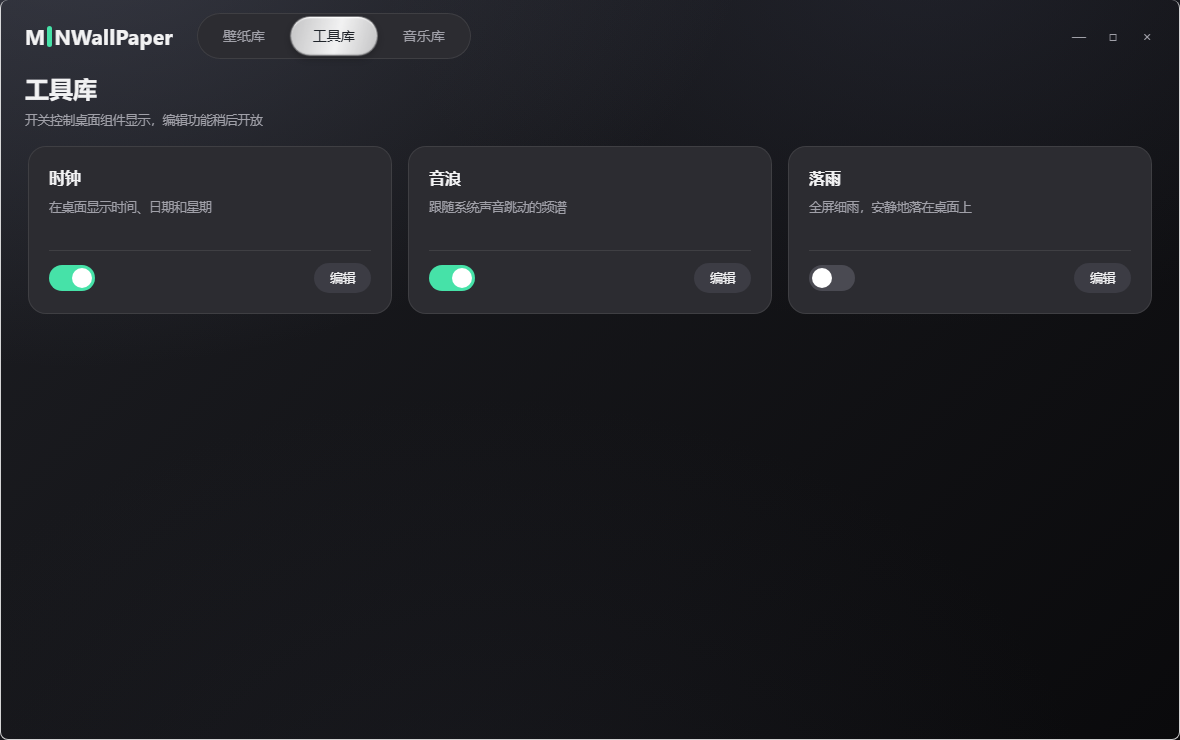 MINWallPaper
壁纸库 工具库 音乐库
工具库
开关控制桌面组件显示，编辑功能稍后开放
时钟
在桌面显示时间、日期和星期
编辑
音浪
跟随系统声音跳动的频谱
编辑
落雨
全屏细雨，安静地落在桌面上
编辑